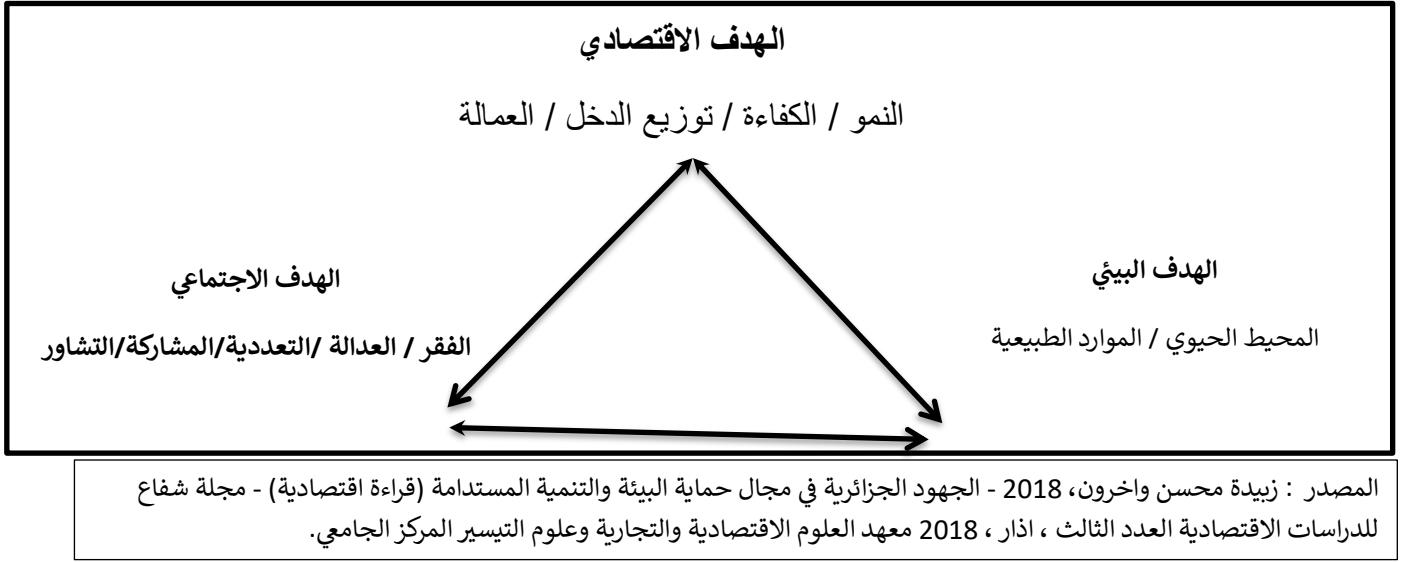 الهدف الاقتصادي
النمو / الكفاءة / توزيع الدخل / العمالة
الهدف البيئي
المحيط الحيوي / الموارد الطبيعية
الهدف الاجتماعي
الفقر / العدالة /التعددية/المشاركة/التشاور
المصدر : زبيدة محسن واخرون، 2018 - الجهود الجزائرية في مجال حماية البيئة والتنمية المستدامة (قراءة اقتصادية) - مجلة شفاع
للدراسات الاقتصادية العدد الثالث ، اذار ، 2018 معهد العلوم الاقتصادية والتجارية وعلوم التيسير المركز الجامعي.